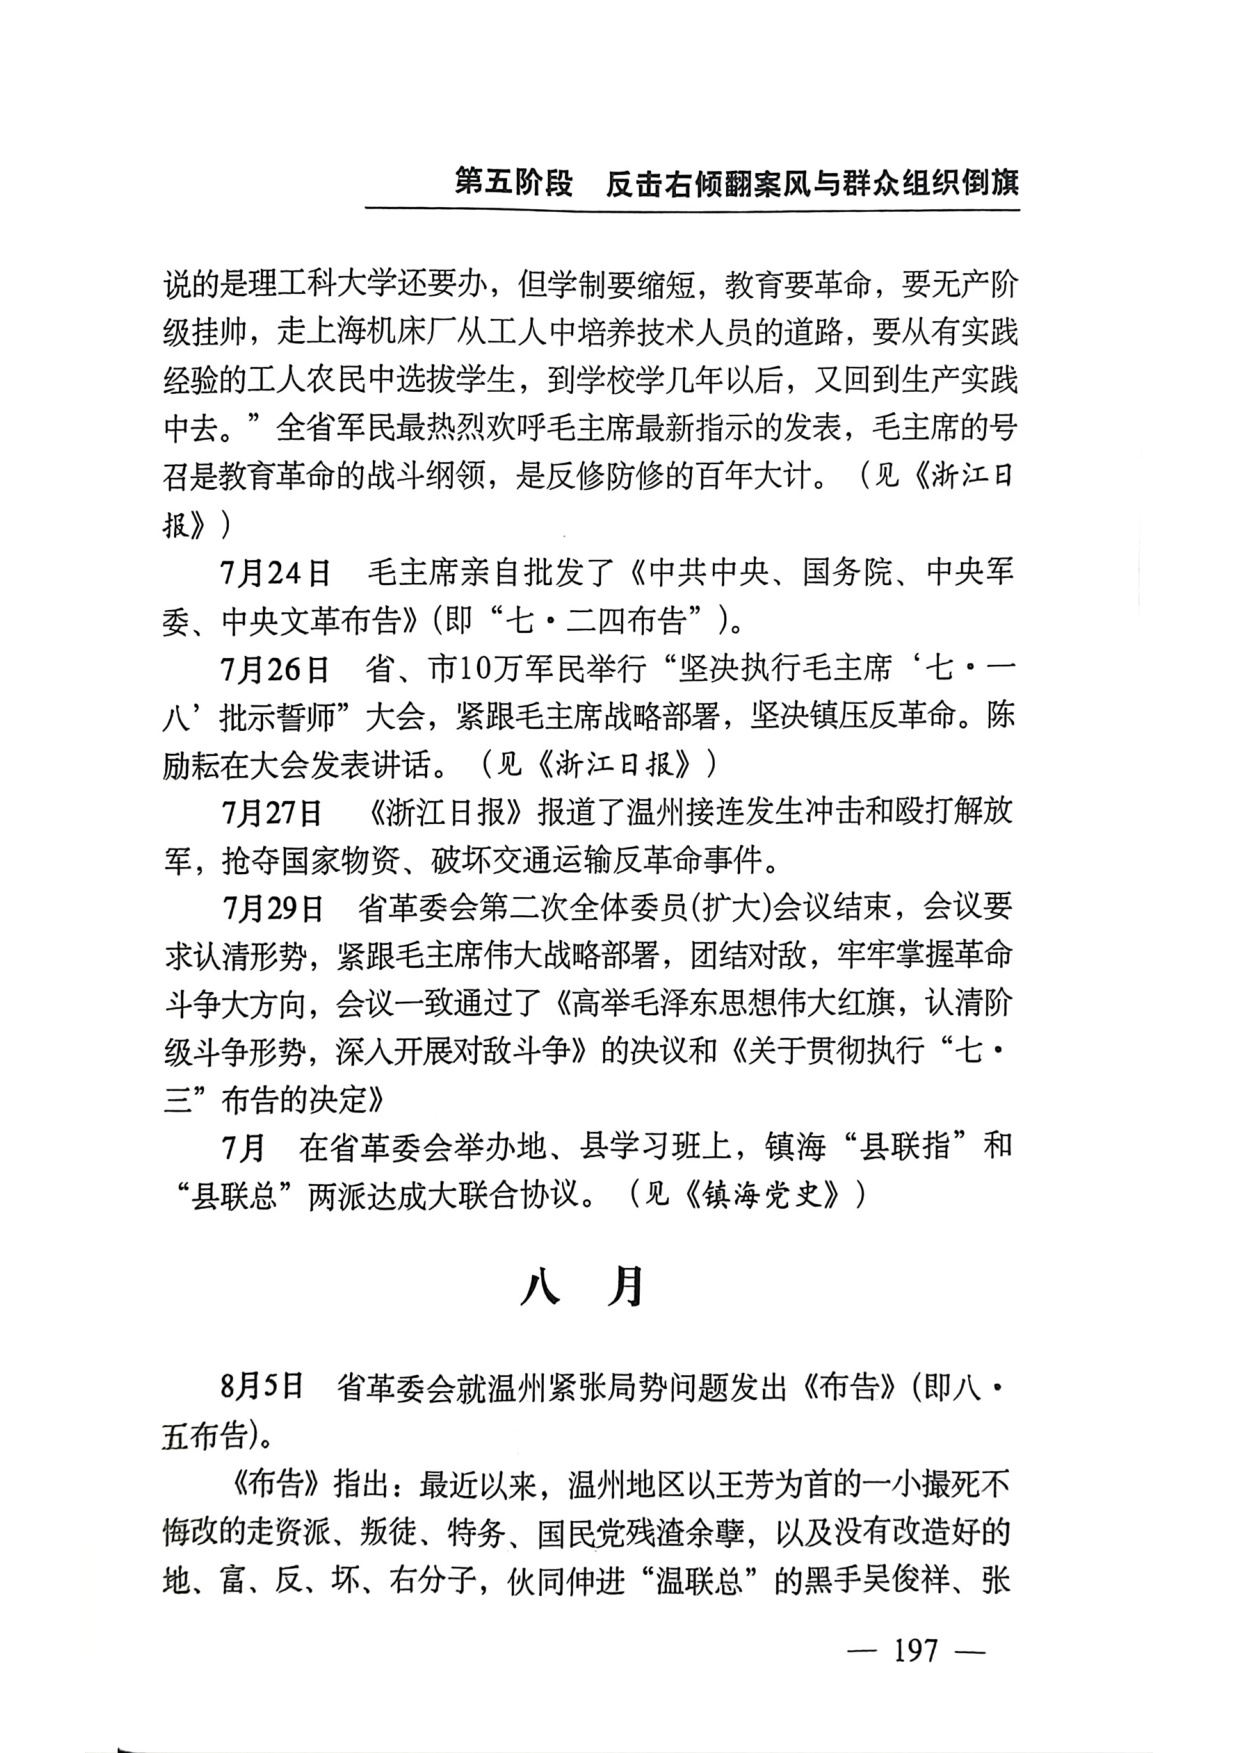 第五阶段　反击右倾翻案风与群众组织倒旗
说的是理工科大学还要办，但学制要缩短，教育要革命，要无产阶
级挂帅，走上海机床厂从工人中培养技术人员的道路，要从有实践
经验的工人农民中选拔学生，到学校学几年以后，又回到生产实践
中去。”全省军民最热烈欢呼毛主席最新指示的发表，毛主席的号
召是教育革命的战斗纲领，是反修防修的百年大计。（见《浙江日
报》）
7月24日　毛主席亲自批发了《中共中央、国务院、中央军
委、中央文革布告》(即“七·二四布告”)。
7月26日　省、市10万军民举行“坚决执行毛主席‘七·一
八’批示誓师”大会，紧跟毛主席战略部署，坚决镇压反革命。陈
励耘在大会发表讲话。（见《浙江日报》）
7月27日　《浙江日报》报道了温州接连发生冲击和殴打解放
军，抢夺国家物资、破坏交通运输反革命事件。
7月29日　省革委会第二次全体委员(扩大)会议结束，会议要
求认清形势，紧跟毛主席伟大战略部署，团结对敌，牢牢掌握革命
斗争大方向，会议一致通过了《高举毛泽东思想伟大红旗，认清阶
级斗争形势，深入开展对敌斗争》的决议和《关于贯彻执行“七·
三”布告的决定》
7月　在省革委会举办地、县学习班上，镇海“县联指”和
“县联总”两派达成大联合协议。（见《镇海党史》）
八　月
8月5日　省革委会就温州紧张局势问题发出《布告》(即八·
五布告)。
《布告》指出：最近以来，温州地区以王芳为首的一小撮死不
悔改的走资派、叛徒、特务、国民党残渣余孽，以及没有改造好的
地、富、反、坏、右分子，伙同伸进“温联总”的黑手吴俊祥、张
— 197 —